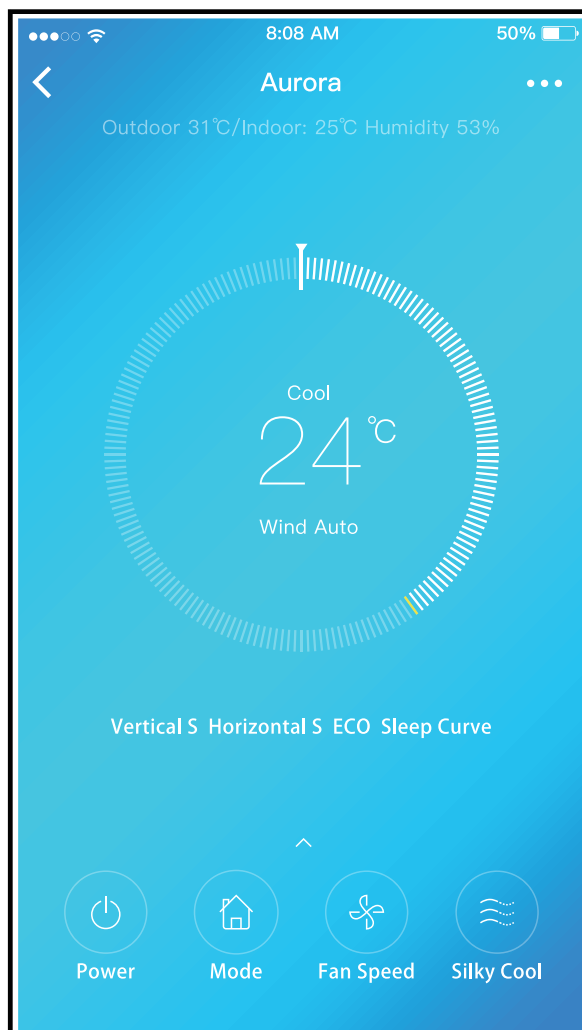 8:08 AM 50%
Aurora
Outdoor 31℃/Indoor: 25℃ Humidity 53%
Cool
24℃
Wind Auto
Vertical S Horizontal S ECO Sleep Curve
Power Mode Fan Speed Silky Cool